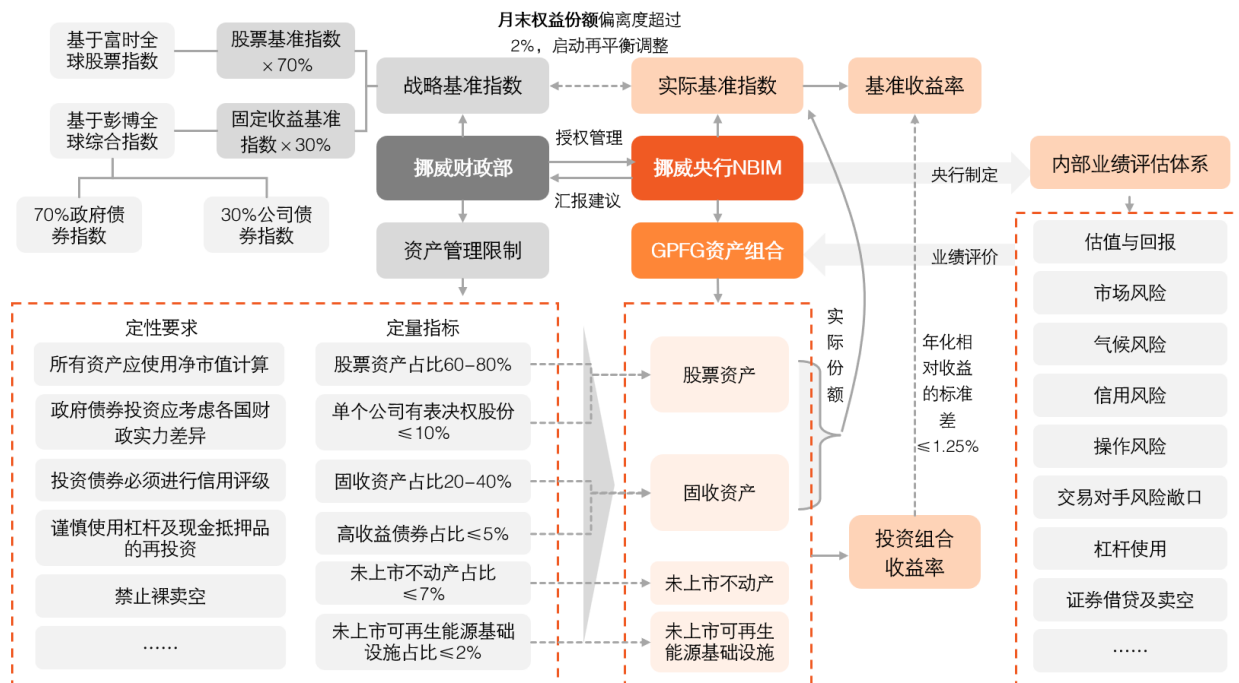 月末权益份额偏离度超过
2%，启动再平衡调整
基于富时全
球股票指数
股票基准指数
×70%
战略基准指数
实际基准指数
基准收益率
基于彭博全
球综合指数
固定收益基准
指数×30%
挪威财政部
授权管理
汇报建议
挪威央行NBIM
央行制定
内部业绩评估体系
70%政府债
券指数
30%公司债
券指数
资产管理限制
GPFG资产组合
业绩评价
定性要求
所有资产应使用净市值计算
政府债券投资应考虑各国财
政实力差异
投资债券必须进行信用评级
谨慎使用杠杆及现金抵押品
的再投资
禁止裸卖空
……
定量指标
股票资产占比60-80%
单个公司有表决权股份
≤10%
固收资产占比20-40%
高收益债券占比≤5%
未上市不动产占比
≤7%
未上市可再生能源基础
设施占比≤2%
股票资产
固收资产
未上市不动产
未上市可再生
能源基础设施
实
际
份
额
年化相
对收益
的标准
差
≤1.25%
投资组合
收益率
估值与回报
市场风险
气候风险
信用风险
操作风险
交易对手风险敞口
杠杆使用
证券借贷及卖空
……